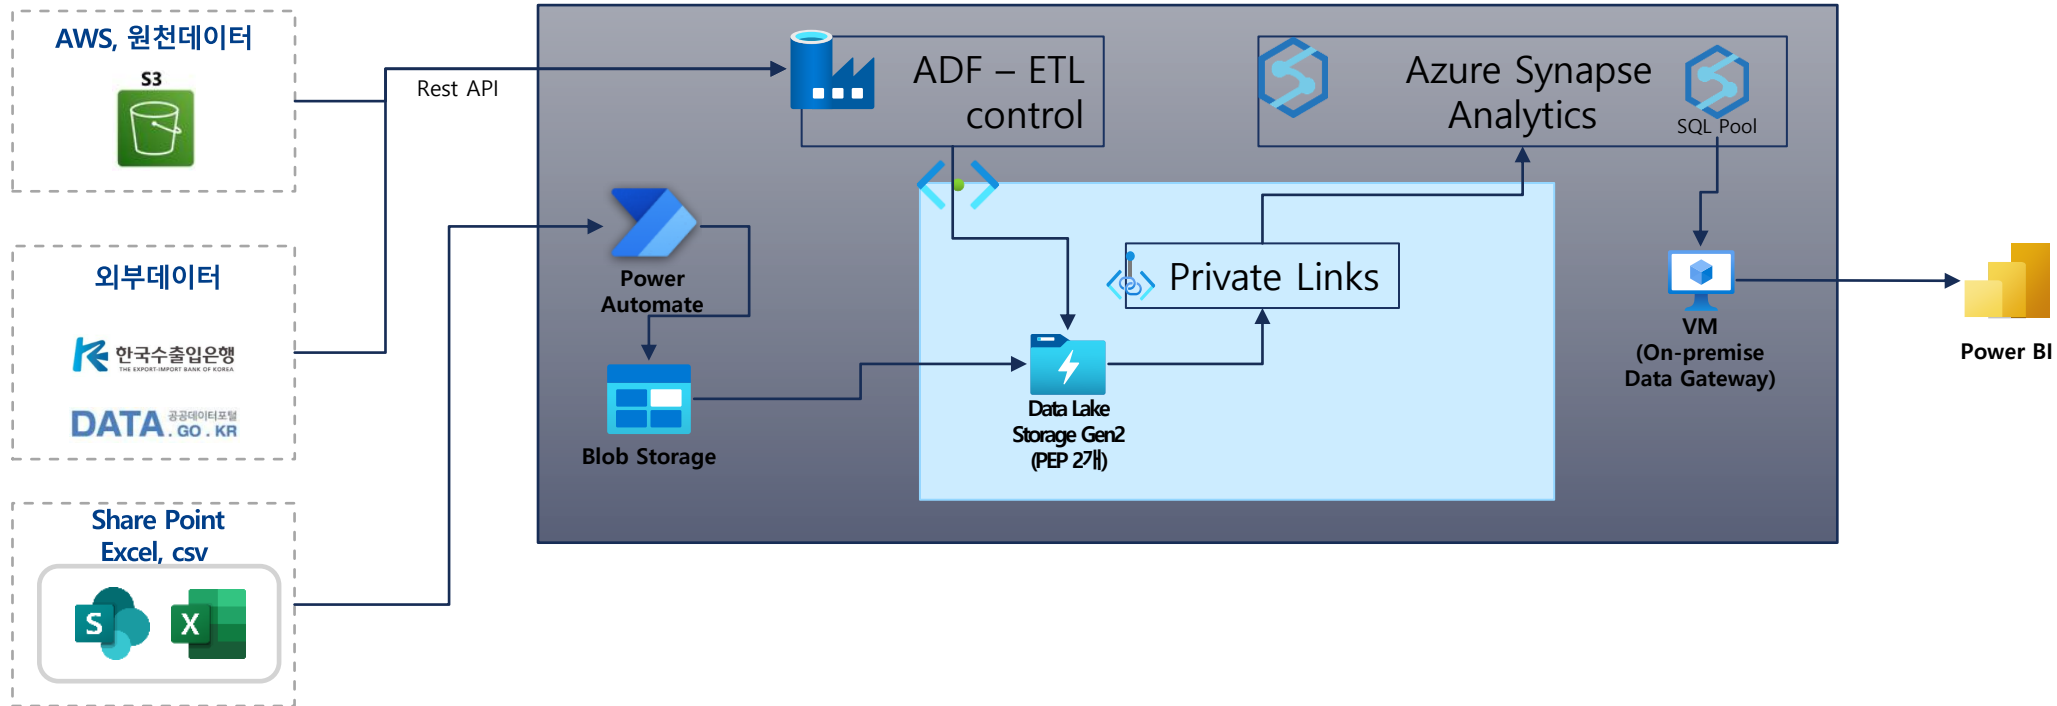 AWS, 원천데이터
S3
Rest API
외부데이터
한국수출입은행
THE EXPORT-IMPORT BANK OF KOREA
DATA 공공데이터포털
. GO . KR
Share Point
Excel, csv
S
X
ADF – ETL
control
Power
Automate
Blob Storage
Data Lake
Storage Gen2
(PEP 2개)
Private Links
Azure Synapse
Analytics
SQL Pool
VM
(On-premise
Data Gateway)
Power BI